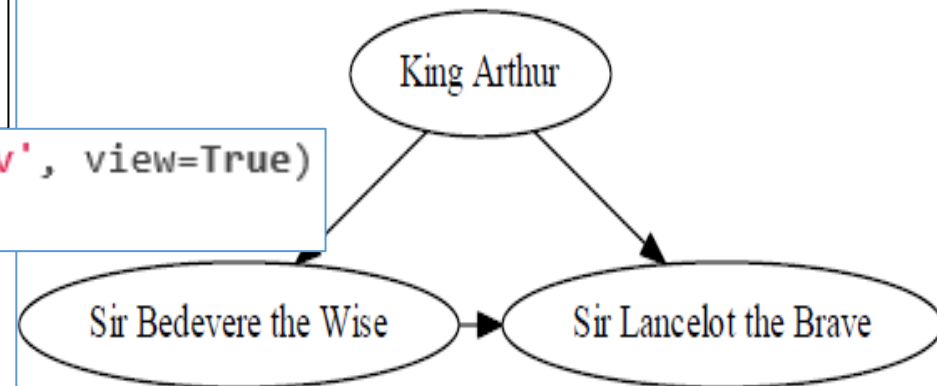 King Arthur
v', view=True)
Sir Bedevere the Wise
Sir Lancelot the Brave